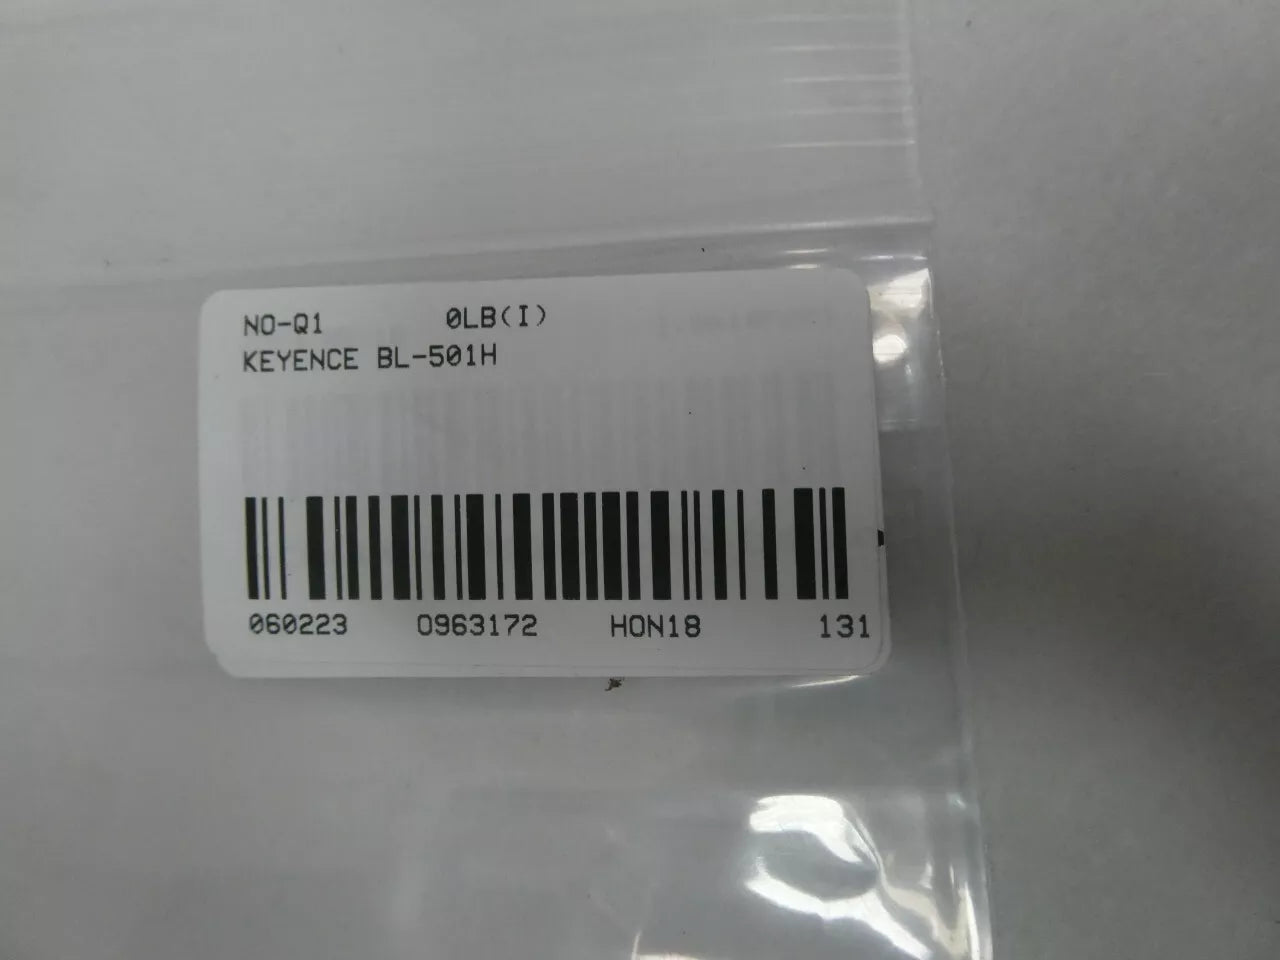 NO-Q1 0LB(I)
KEYENCE BL-501H
060223 0963172 HON18 131